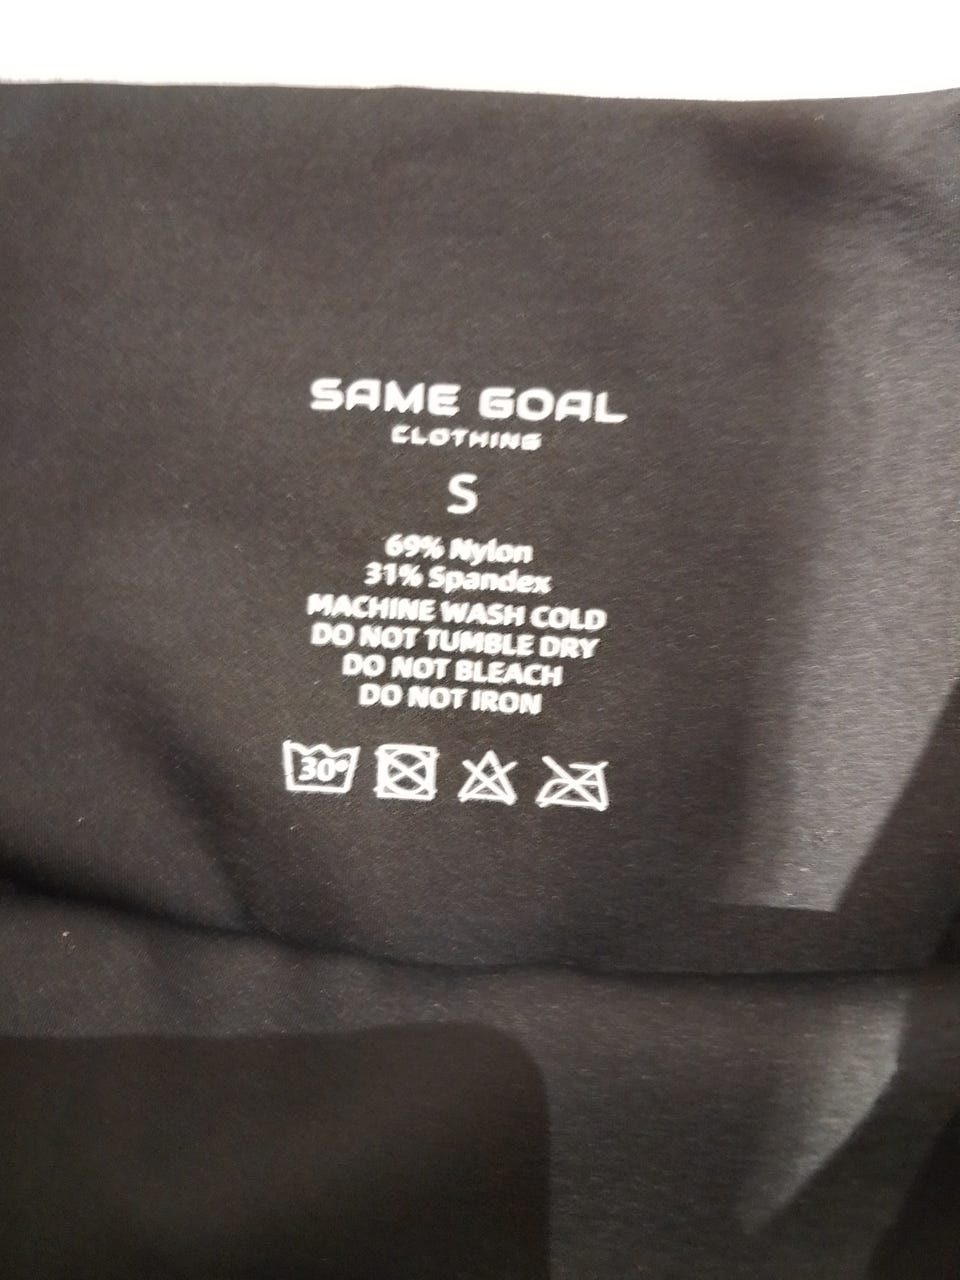 SAME GOAL
CLOTHING
S
69% Nylon
31% Spandex
MACHINE WASH COLD
DO NOT TUMBLE DRY
DO NOT BLEACH
DO NOT IRON
30°